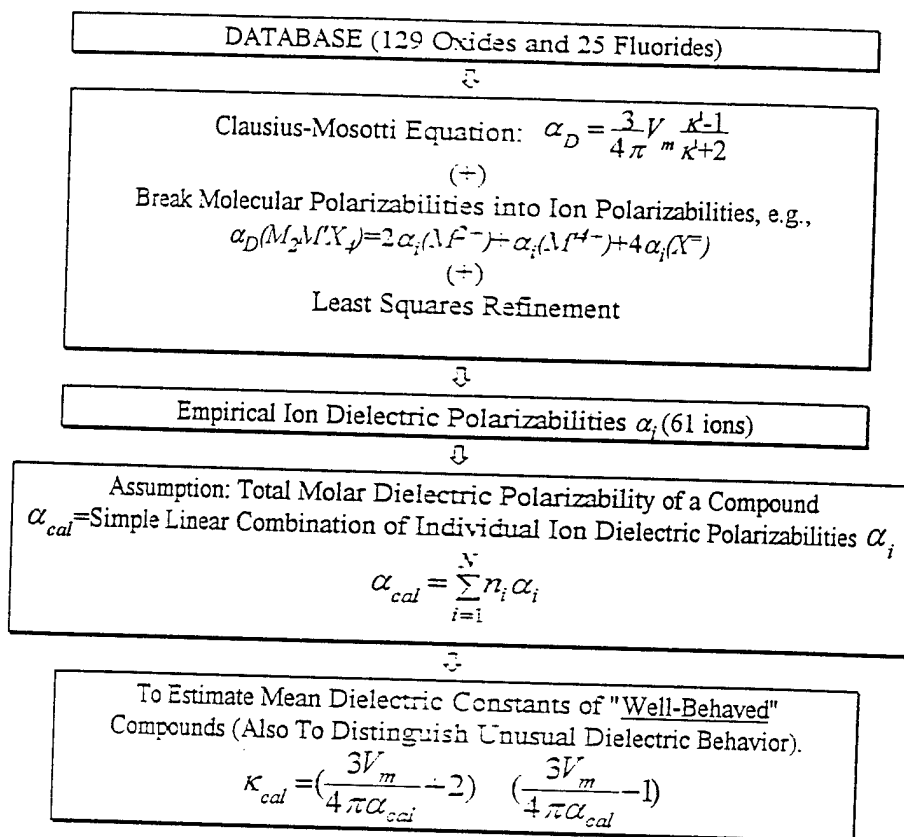 DATABASE (129 Oxides and 25 Fluorides)
⇩
Clausius-Mosotti Equation: α_D = 3/4π V_m κ'-1/κ'+2
(÷)
Break Molecular Polarizabilities into Ion Polarizabilities, e.g.,
α_D(M₂M'X₄)=2α_i(M²⁻)÷α_i(M'⁴⁻)+4α_i(X⁼)
(÷)
Least Squares Refinement
⇩
Empirical Ion Dielectric Polarizabilities α_i (61 ions)
⇩
Assumption: Total Molar Dielectric Polarizability of a Compound
α_cal=Simple Linear Combination of Individual Ion Dielectric Polarizabilities α_i
α_cal = N∑i=1 n_i α_i
⇩
To Estimate Mean Dielectric Constants of "Well-Behaved"
Compounds (Also To Distinguish Unusual Dielectric Behavior).
κ_cal =(3V_m/4πα_cal ÷2) (3V_m/4πα_cal −1)